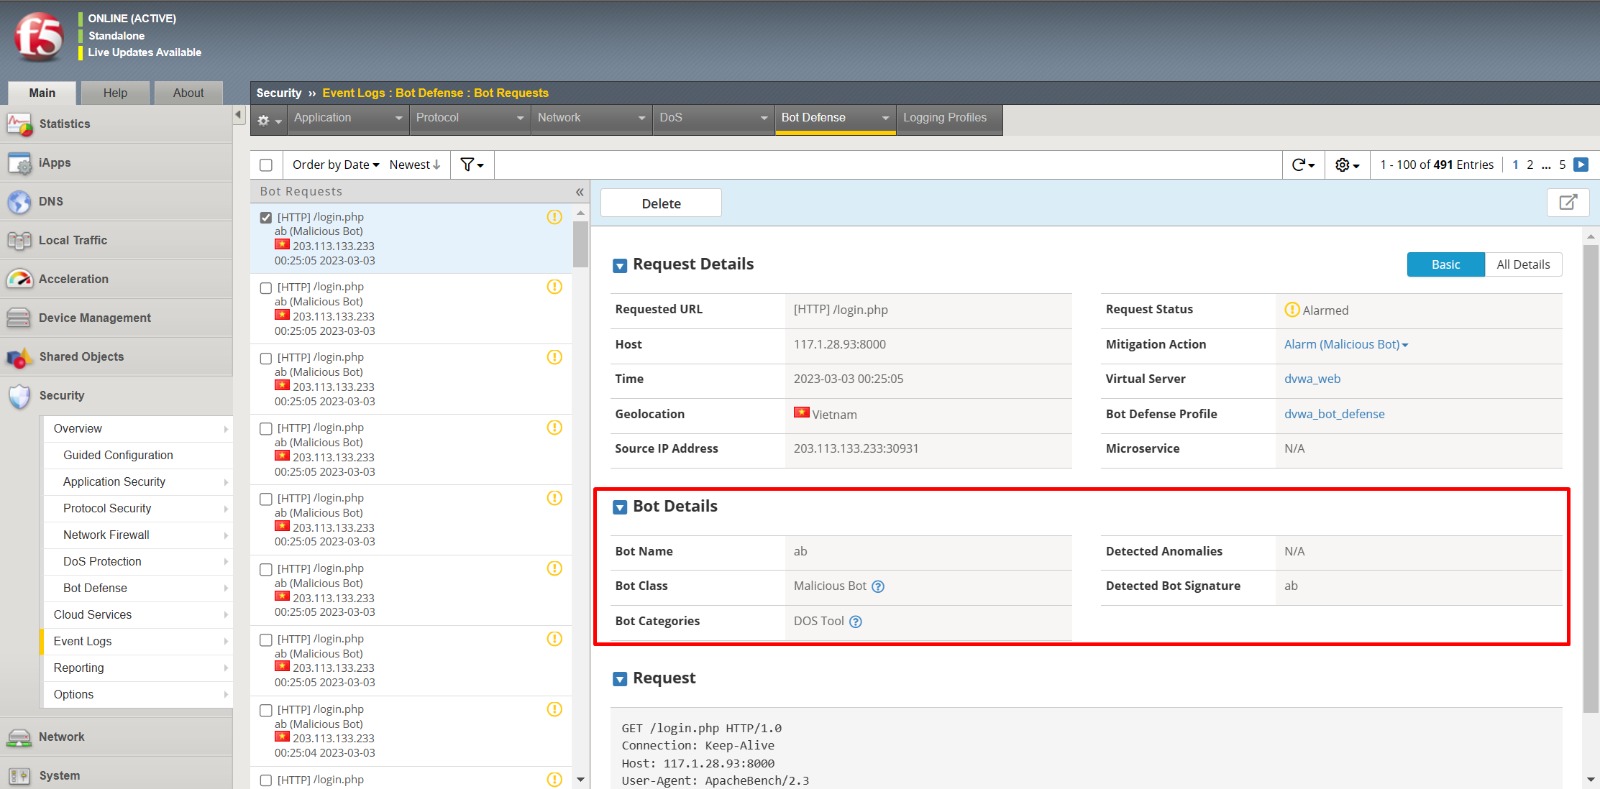 f5
ONLINE (ACTIVE)
Standalone
Live Updates Available
Main
Help
About
Statistics
iApps
DNS
Local Traffic
Acceleration
Device Management
Shared Objects
Security
Overview
Guided Configuration
Application Security
Protocol Security
Network Firewall
DoS Protection
Bot Defense
Cloud Services
Event Logs
Reporting
Options
Network
System
Security » Event Logs : Bot Defense : Bot Requests
Application
Protocol
Network
DoS
Bot Defense
Logging Profiles
Order by Date Newest
1 - 100 of 491 Entries
1 2 ... 5
Bot Requests
[HTTP] /login.php
ab (Malicious Bot)
203.113.133.233
00:25:05 2023-03-03
[HTTP] /login.php
ab (Malicious Bot)
203.113.133.233
00:25:05 2023-03-03
[HTTP] /login.php
ab (Malicious Bot)
203.113.133.233
00:25:05 2023-03-03
[HTTP] /login.php
ab (Malicious Bot)
203.113.133.233
00:25:05 2023-03-03
[HTTP] /login.php
ab (Malicious Bot)
203.113.133.233
00:25:05 2023-03-03
[HTTP] /login.php
ab (Malicious Bot)
203.113.133.233
00:25:05 2023-03-03
[HTTP] /login.php
ab (Malicious Bot)
203.113.133.233
00:25:05 2023-03-03
[HTTP] /login.php
ab (Malicious Bot)
203.113.133.233
00:25:04 2023-03-03
[HTTP] /login.php
Delete
Request Details
Basic
All Details
Requested URL [HTTP] /login.php
Host 117.1.28.93:8000
Time 2023-03-03 00:25:05
Geolocation Vietnam
Source IP Address 203.113.133.233:30931
Request Status Alarmed
Mitigation Action Alarm (Malicious Bot)
Virtual Server dvwa_web
Bot Defense Profile dvwa_bot_defense
Microservice N/A
Bot Details
Bot Name ab
Bot Class Malicious Bot
Bot Categories DOS Tool
Detected Anomalies N/A
Detected Bot Signature ab
Request
GET /login.php HTTP/1.0
Connection: Keep-Alive
Host: 117.1.28.93:8000
User-Agent: ApacheBench/2.3